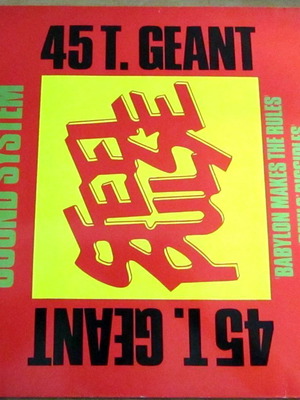 45 T. GEANT
SOUND SYSTEM
STEEL
PULSE
BABYLON MAKES THE RULES
45 T. GEANT